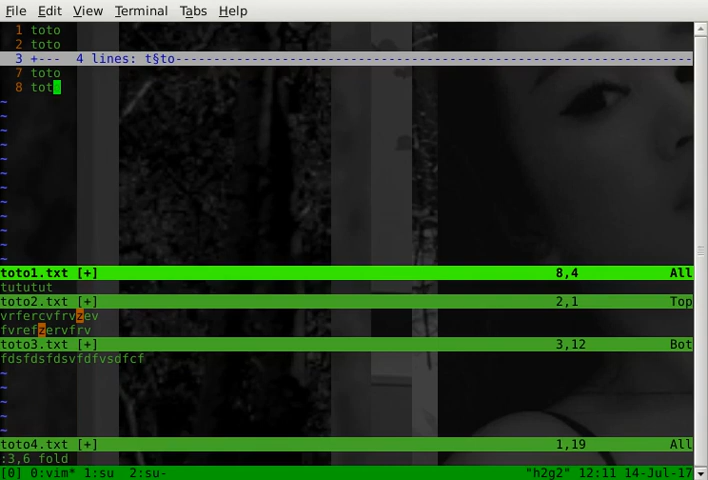 File Edit View Terminal Tabs Help
1 toto
2 toto
3 +--- 4 lines: t§to----------------------------------------------------------------
7 toto
8 tot
~
~
~
~
~
~
~
~
~
~
~
~
toto1.txt [+] 8,4 All
tututut
toto2.txt [+] 2,1 Top
vrfercvfrvzev
fvrefzervfrv
toto3.txt [+] 3,12 Bot
fdsfdsfdsvfdfvsdfcf
~
~
~
~
~
toto4.txt [+] 1,19 All
:3,6 fold
[0] 0:vim* 1:su 2:su- "h2g2" 12:11 14-Jul-17